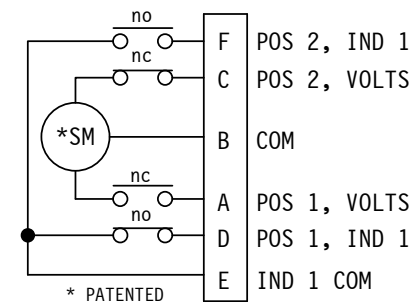 no
F POS 2, IND 1
nc
C POS 2, VOLTS
*SM
B COM
nc
A POS 1, VOLTS
no
D POS 1, IND 1
E IND 1 COM
* PATENTED